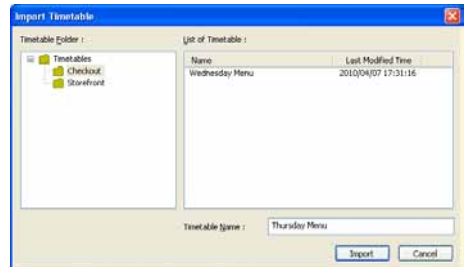 Import Timetable
Timetable Folder :
Timetables
Checkout
Storefront
List of Timetable :
Name Last Modified Time
Wednesday Menu 2010/04/07 17:31:16
Timetable Name : Thursday Menu
Import Cancel